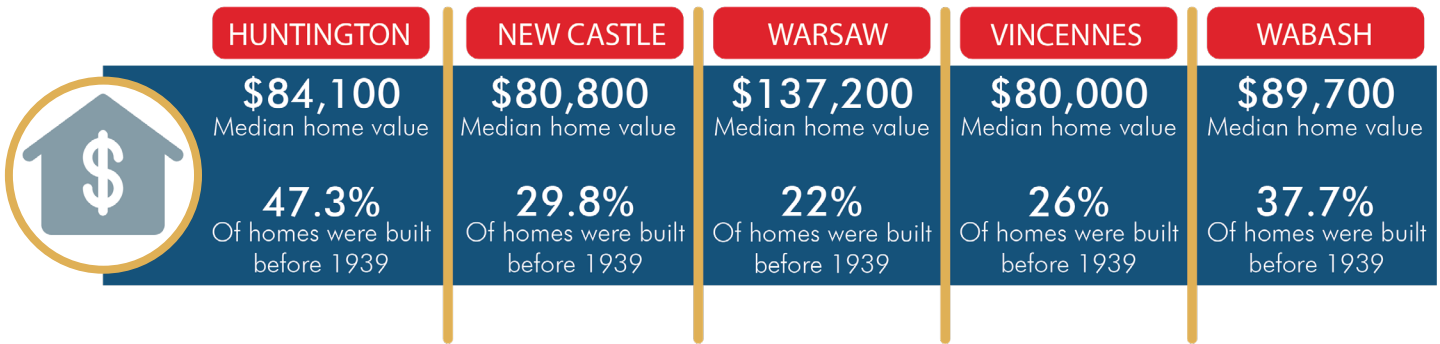 $
HUNTINGTON
$84,100
Median home value
47.3%
Of homes were built
before 1939
NEW CASTLE
$80,800
Median home value
29.8%
Of homes were built
before 1939
WARSAW
$137,200
Median home value
22%
Of homes were built
before 1939
VINCENNES
$80,000
Median home value
26%
Of homes were built
before 1939
WABASH
$89,700
Median home value
37.7%
Of homes were built
before 1939